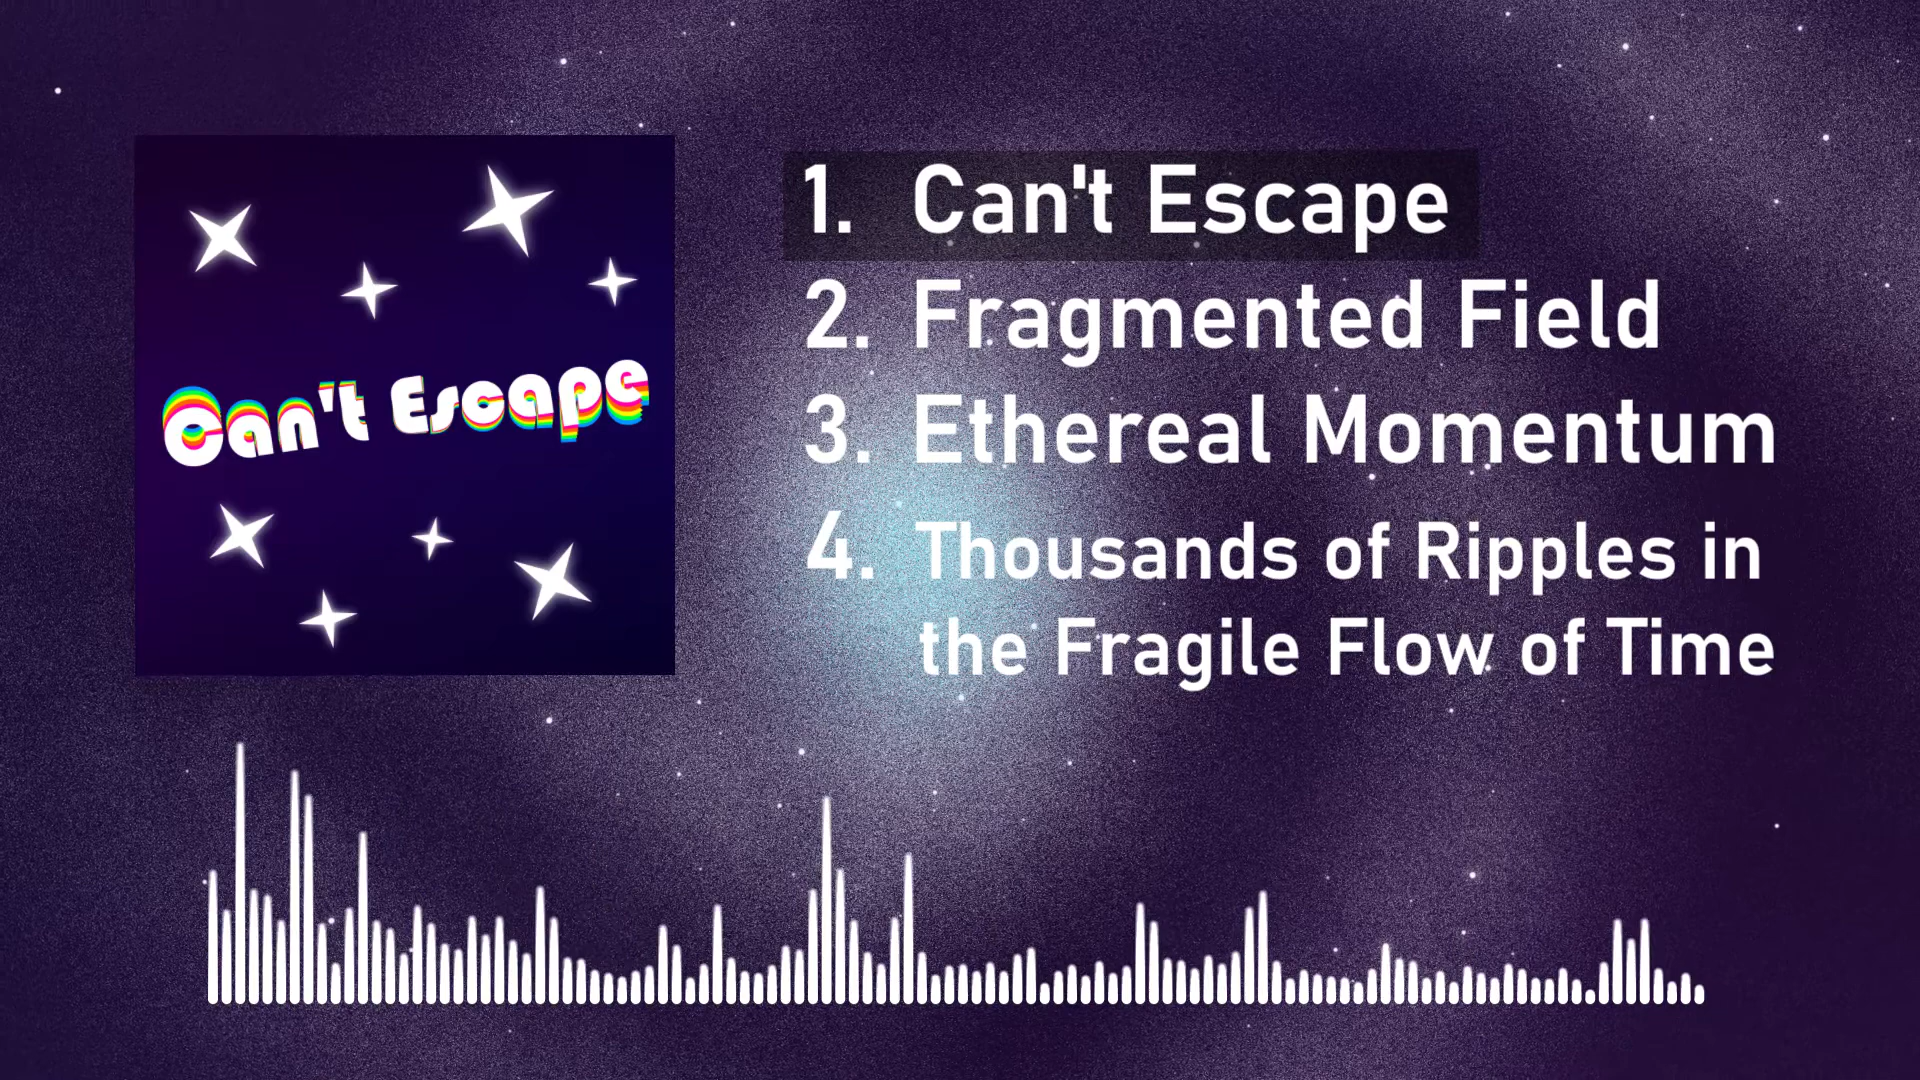 Can't Escape
1. Can't Escape
2. Fragmented Field
3. Ethereal Momentum
4. Thousands of Ripples in
the Fragile Flow of Time